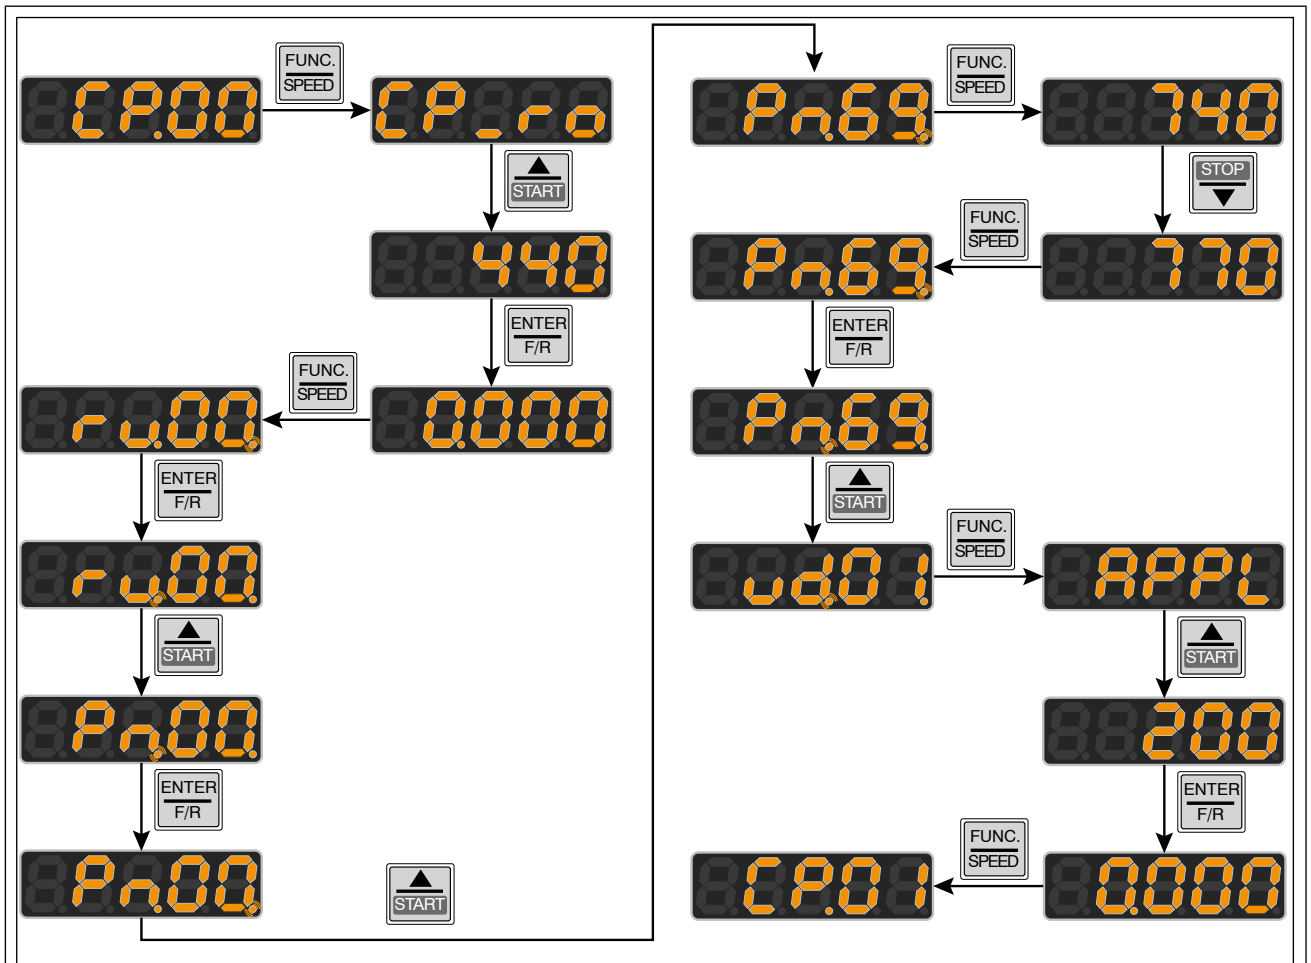 CP.00
FUNC.
SPEED
CP_ro
START
440
ENTER
F/R
0.000
FUNC.
SPEED
ru.00.
ENTER
F/R
ru.00.
START
Pn.00.
ENTER
F/R
Pn.00.
START
Pn.69.
FUNC.
SPEED
740
STOP
770
FUNC.
SPEED
Pn.69.
ENTER
F/R
Pn.69.
START
ud.01.
FUNC.
SPEED
APPL
START
200
ENTER
F/R
0.000
FUNC.
SPEED
CP.01